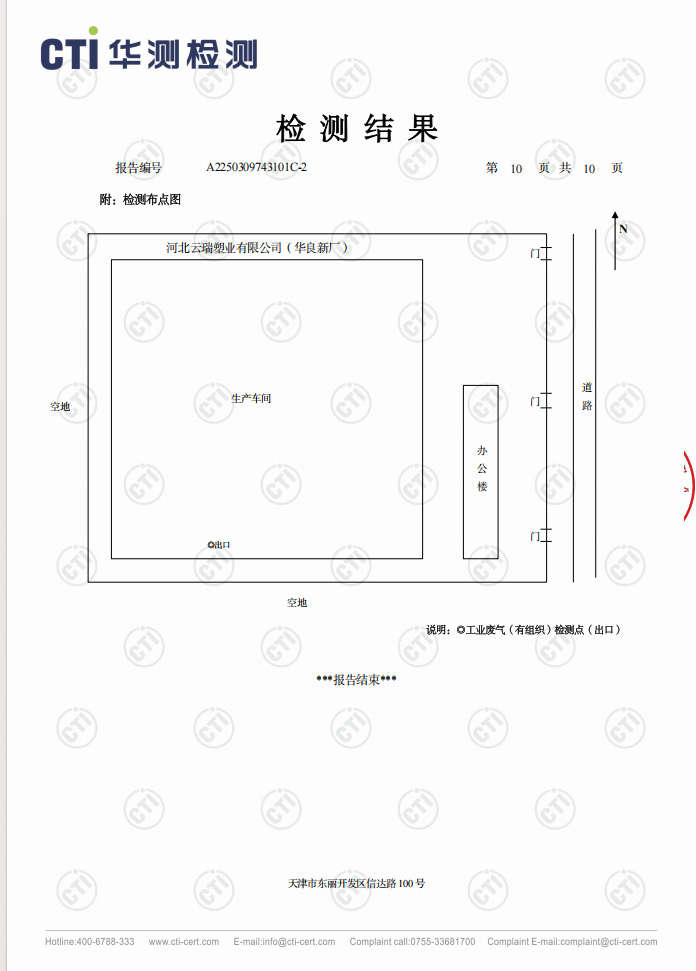 CTI 华测检测
检测结果
报告编号 A2250309743101C-2 第 10 页 共 10 页
附：检测布点图
N
河北云瑞塑业有限公司（华良新厂）
门
道路
生产车间
门
空地
办公楼
门
◎出口
空地
说明：◎工业废气（有组织）检测点（出口）
***报告结束***
天津市东丽开发区信达路 100 号
Hotline:400-6788-333 www.cti-cert.com E-mail:info@cti-cert.com Complaint call:0755-33681700 Complaint E-mail:complaint@cti-cert.com